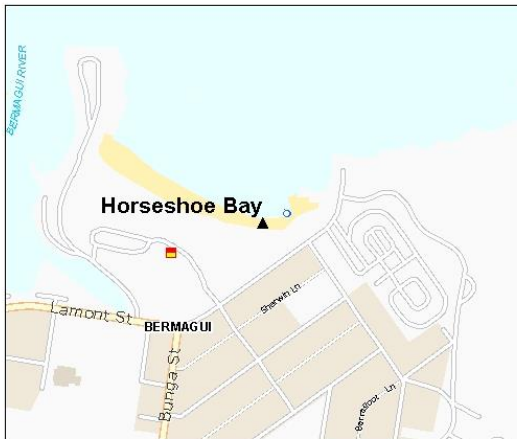 BERMAGUI RIVER
Horseshoe Bay
Sherwin Ln
Lamont St
BERMAGUI
Bunga St